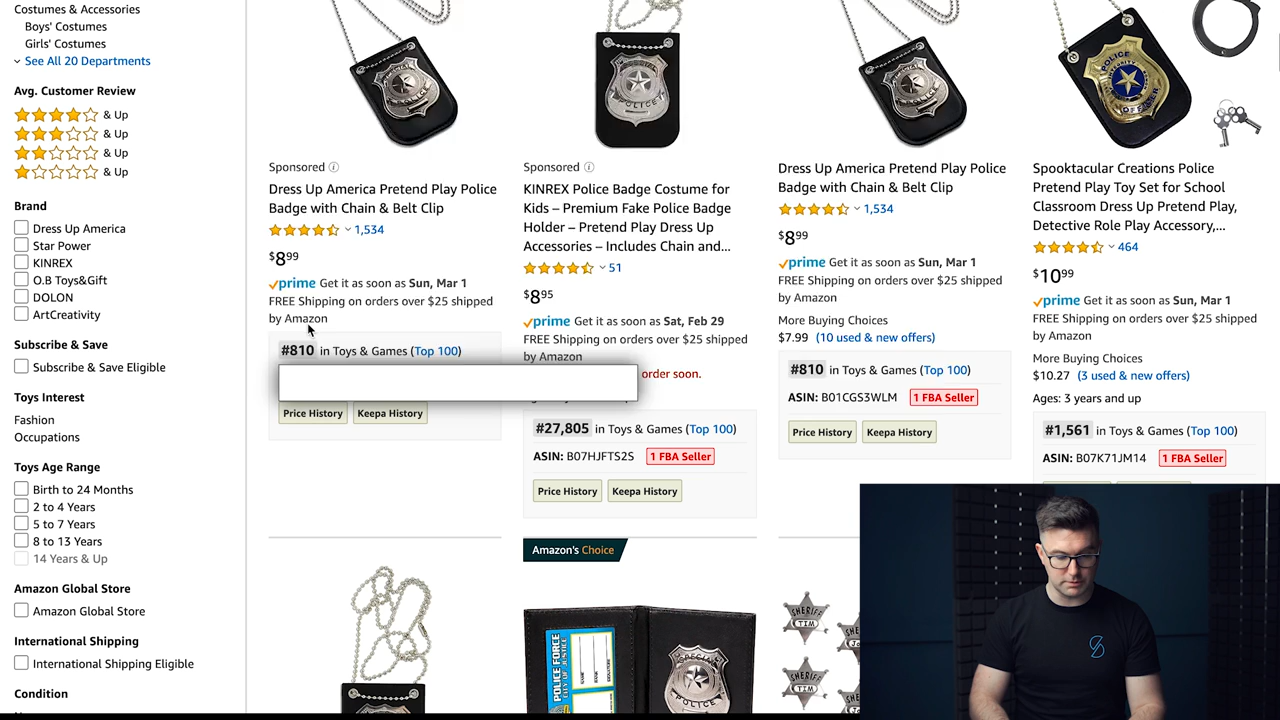 Costumes & Accessories
Boys' Costumes
Girls' Costumes
See All 20 Departments
Avg. Customer Review
& Up
& Up
& Up
& Up
Brand
Dress Up America
Star Power
KINREX
O.B Toys&Gift
DOLON
ArtCreativity
Subscribe & Save
Subscribe & Save Eligible
Toys Interest
Fashion
Occupations
Toys Age Range
Birth to 24 Months
2 to 4 Years
5 to 7 Years
8 to 13 Years
14 Years & Up
Amazon Global Store
Amazon Global Store
International Shipping
International Shipping Eligible
Condition
Sponsored
Dress Up America Pretend Play Police
Badge with Chain & Belt Clip
1,534
$8.99
prime Get it as soon as Sun, Mar 1
FREE Shipping on orders over $25 shipped
by Amazon
#810 in Toys & Games (Top 100)
Price History Keepa History
POLICE
Sponsored
KINREX Police Badge Costume for
Kids – Premium Fake Police Badge
Holder – Pretend Play Dress Up
Accessories – Includes Chain and...
51
$8.95
prime Get it as soon as Sat, Feb 29
FREE Shipping on orders over $25 shipped
by Amazon
order soon.
#27,805 in Toys & Games (Top 100)
ASIN: B07HJFTS2S 1 FBA Seller
Price History Keepa History
Dress Up America Pretend Play Police
Badge with Chain & Belt Clip
1,534
$8.99
prime Get it as soon as Sun, Mar 1
FREE Shipping on orders over $25
shipped by Amazon
More Buying Choices
$7.99 (10 used & new offers)
#810 in Toys & Games (Top 100)
ASIN: B01CGS3WLM 1 FBA Seller
Price History Keepa History
POLICE
SECURITY
OFFICER
Spooktacular Creations Police
Pretend Play Toy Set for School
Classroom Dress Up Pretend Play,
Detective Role Play Accessory,...
464
$10.99
prime Get it as soon as Sun, Mar 1
FREE Shipping on orders over $25
shipped by Amazon
More Buying Choices
$10.27 (3 used & new offers)
Ages: 3 years and up
#1,561 in Toys & Games (Top 100)
ASIN: B07K71JM14 1 FBA Seller
Amazon's Choice
POLICE FORCE
CITY OF JUSTICE
NAME
SIGNATURE
SPECIAL
POLICE
SHERIFF
TIM
SHERIFF
TIM